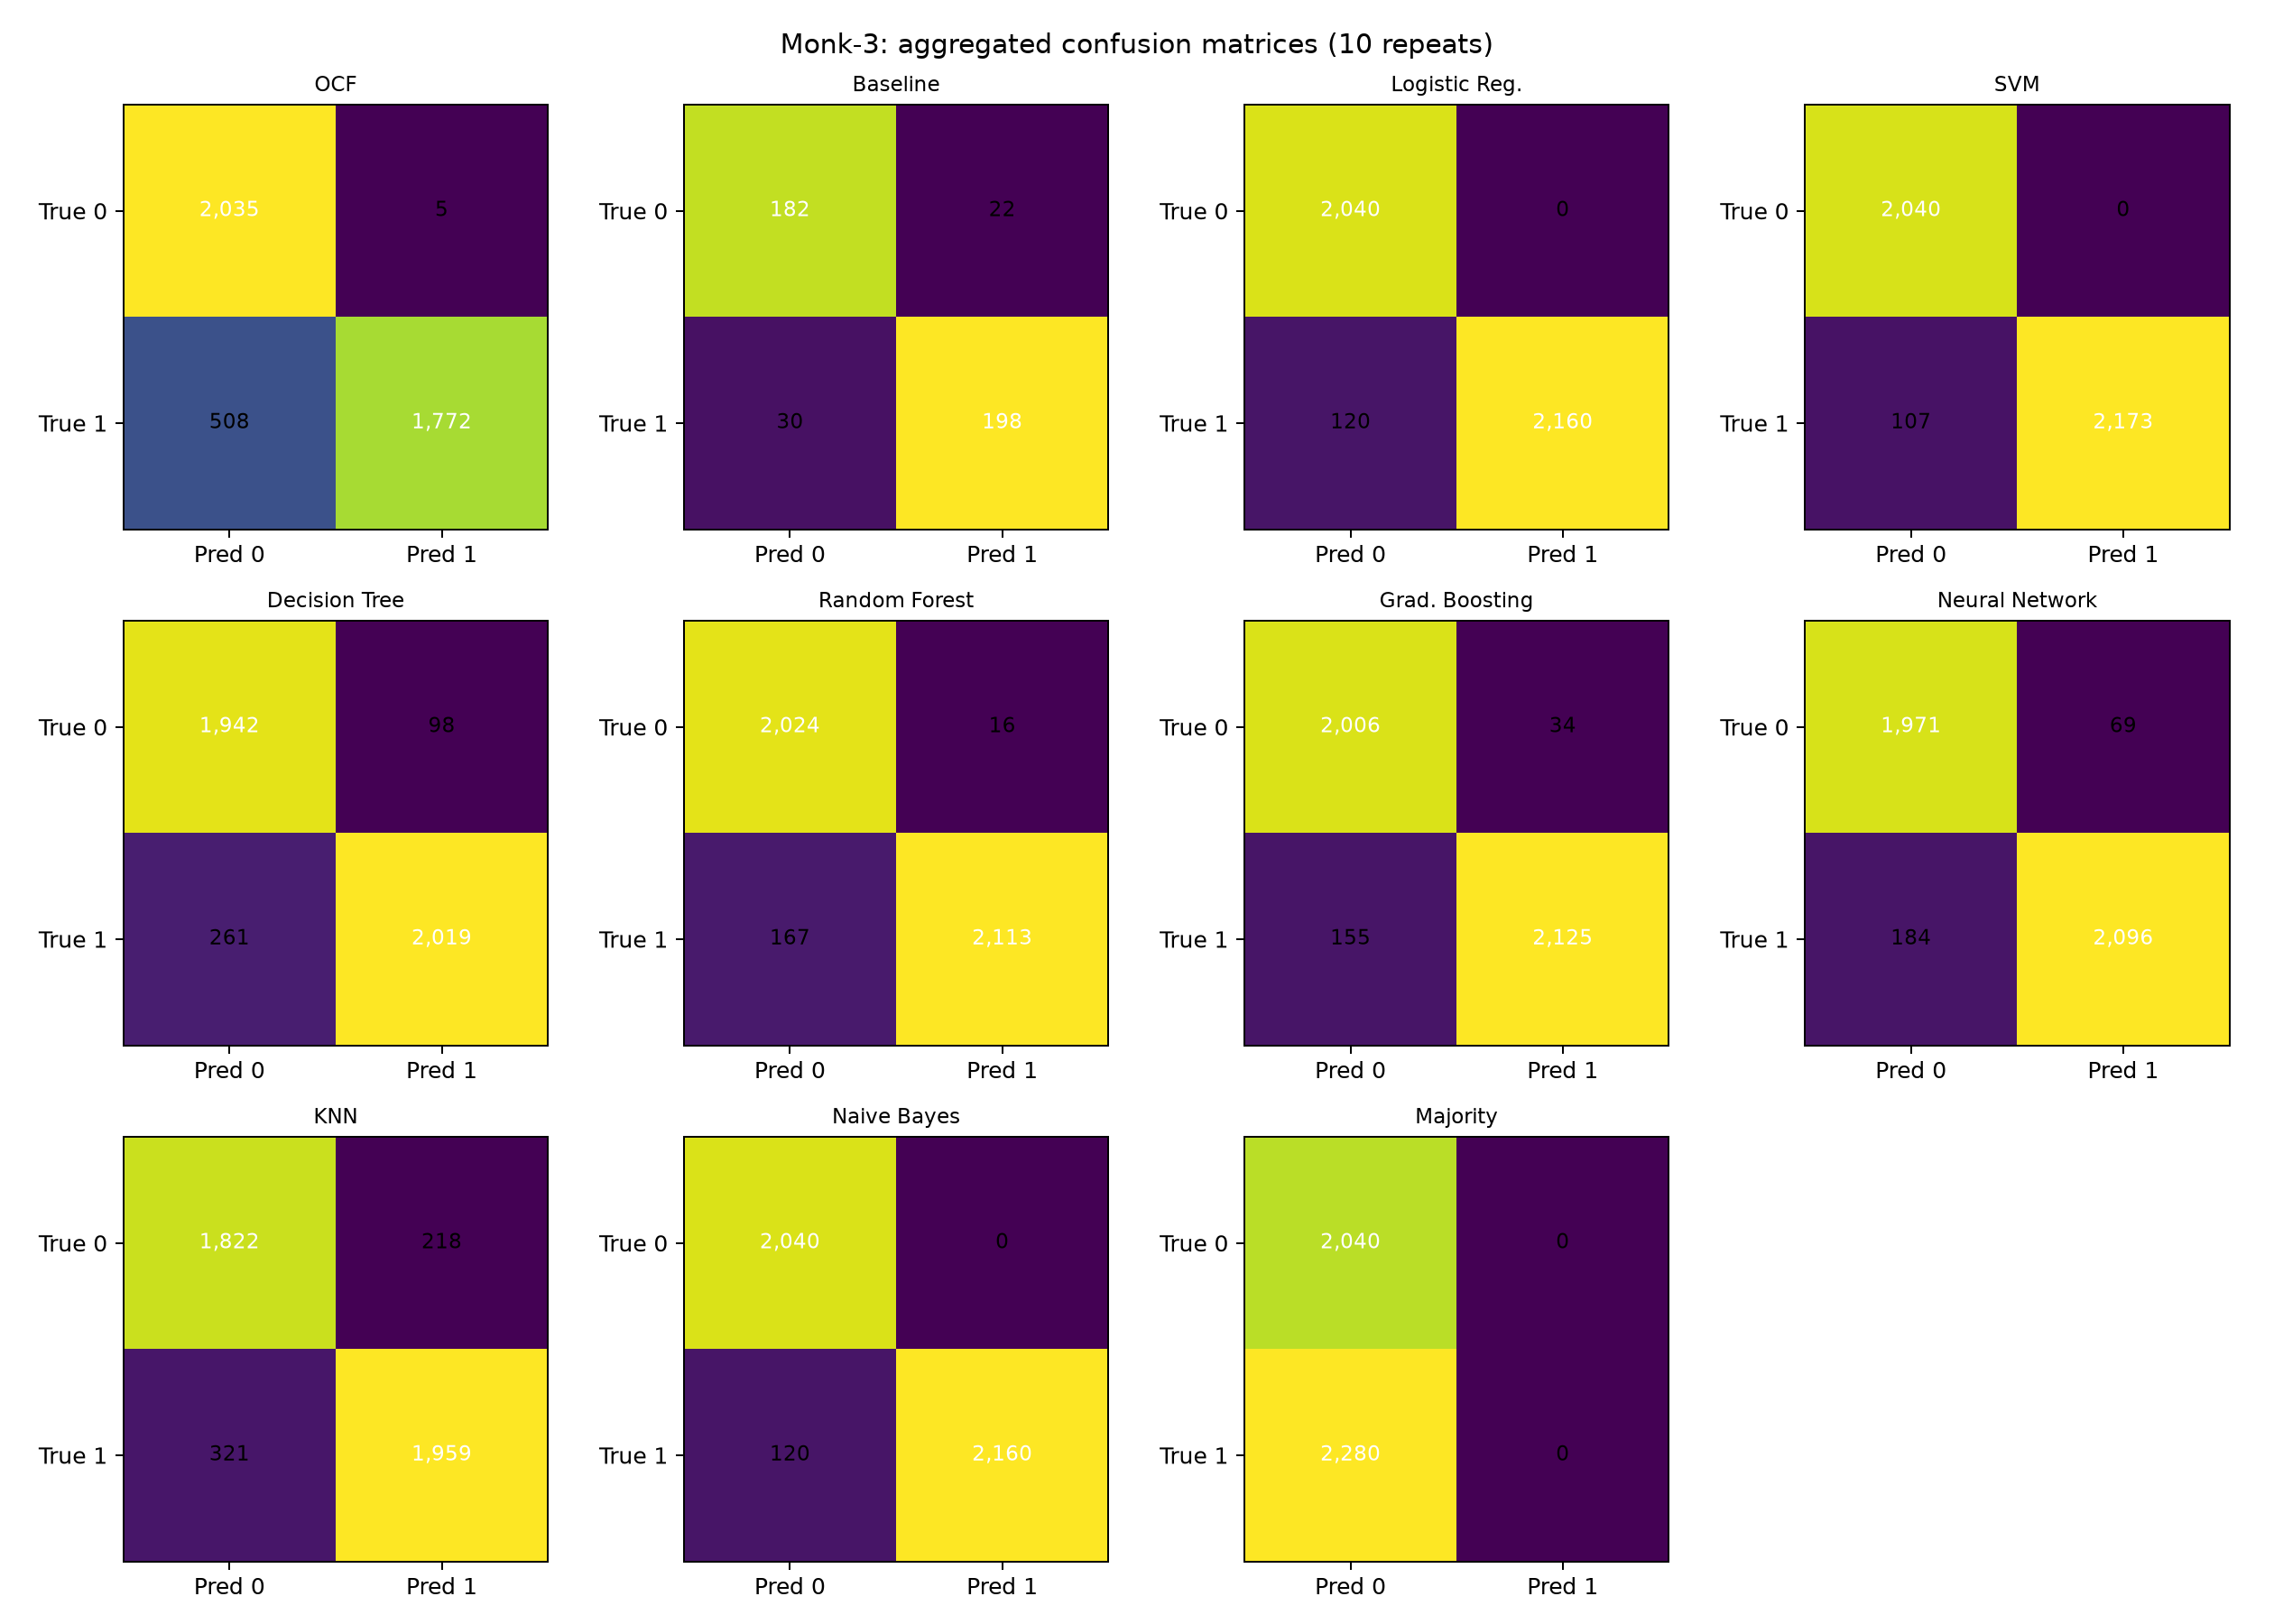 Monk-3: aggregated confusion matrices (10 repeats)
OCF
Baseline
Logistic Reg.
SVM
True 0 2,035 5
True 0 182 22
True 0 2,040 0
True 0 2,040 0
True 1 508 1,772
True 1 30 198
True 1 120 2,160
True 1 107 2,173
Pred 0 Pred 1
Pred 0 Pred 1
Pred 0 Pred 1
Pred 0 Pred 1
Decision Tree
Random Forest
Grad. Boosting
Neural Network
True 0 1,942 98
True 0 2,024 16
True 0 2,006 34
True 0 1,971 69
True 1 261 2,019
True 1 167 2,113
True 1 155 2,125
True 1 184 2,096
Pred 0 Pred 1
Pred 0 Pred 1
Pred 0 Pred 1
Pred 0 Pred 1
KNN
Naive Bayes
Majority
True 0 1,822 218
True 0 2,040 0
True 0 2,040 0
True 1 321 1,959
True 1 120 2,160
True 1 2,280 0
Pred 0 Pred 1
Pred 0 Pred 1
Pred 0 Pred 1